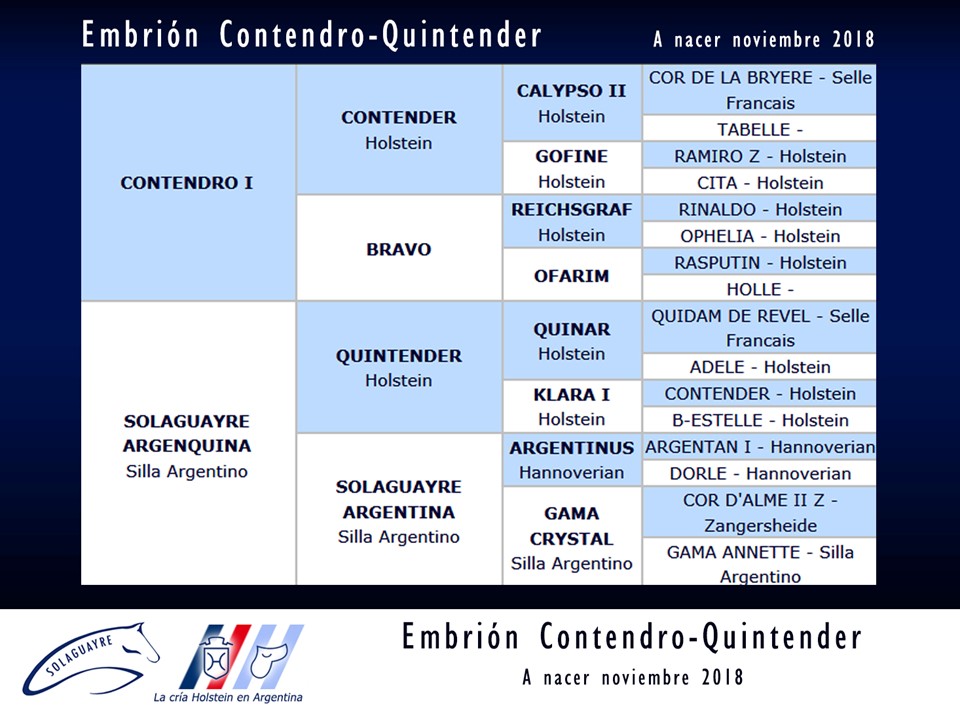 Embrión Contendro-Quintender
A nacer noviembre 2018
CONTENDRO I
CONTENDER
Holstein
CALYPSO II
Holstein
COR DE LA BRYERE - Selle
Francais
TABELLE -
GOFINE
Holstein
RAMIRO Z - Holstein
CITA - Holstein
BRAVO
REICHSGRAF
Holstein
RINALDO - Holstein
OPHELIA - Holstein
OFARIM
RASPUTIN - Holstein
HOLLE -
SOLAGUAYRE
ARGENQUINA
Silla Argentino
QUINTENDER
Holstein
QUINAR
Holstein
QUIDAM DE REVEL - Selle
Francais
ADELE - Holstein
KLARA I
Holstein
CONTENDER - Holstein
B-ESTELLE - Holstein
SOLAGUAYRE
ARGENTINA
Silla Argentino
ARGENTINUS
Hannoverian
ARGENTAN I - Hannoverian
DORLE - Hannoverian
GAMA
CRYSTAL
Silla Argentino
COR D'ALME II Z -
Zangersheide
GAMA ANNETTE - Silla
Argentino
SOLAGUAYRE
La cría Holstein en Argentina
Embrión Contendro-Quintender
A nacer noviembre 2018